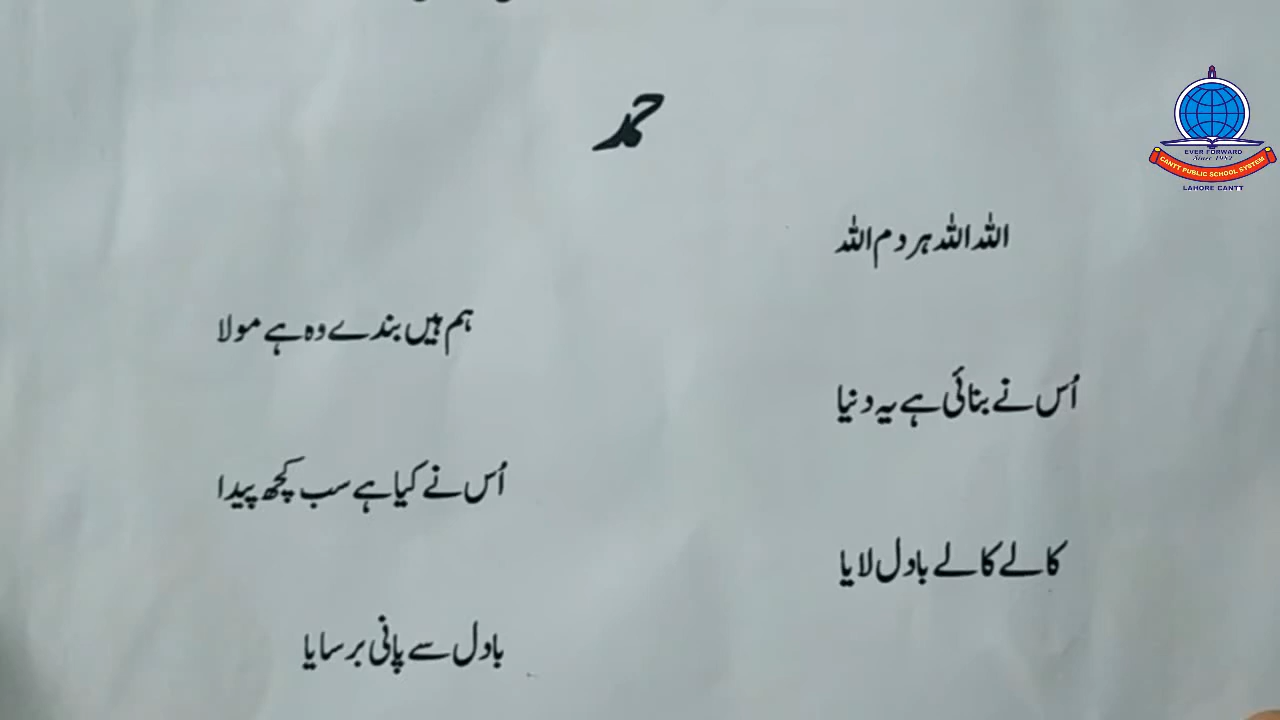 حمد
EVER FORWARD
Since 1982
CANTT PUBLIC SCHOOL SYSTEM
LAHORE CANTT
اللہ اللہ ہر دم اللہ
ہم ہیں بندے وہ ہے مولا
اُس نے بنائی ہے یہ دنیا
اُس نے کیا ہے سب کچھ پیدا
کالے کالے بادل لایا
بادل سے پانی برسایا